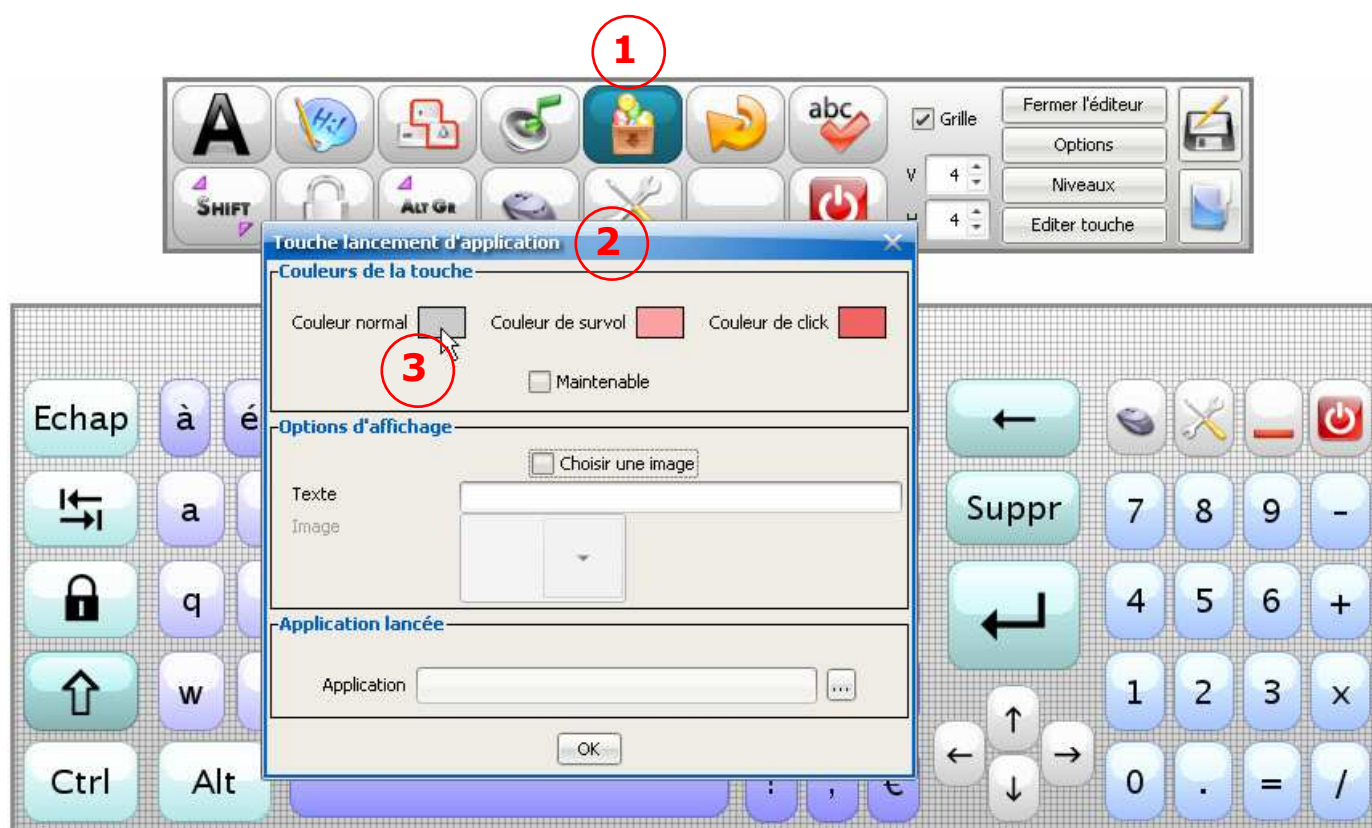 1
A Hi! abc Grille Fermer l'éditeur
Options
SHIFT ALT GR V 4 Niveaux
4 Editer touche
Touche lancement d'application 2
Couleurs de la touche
Couleur normal Couleur de survol Couleur de click
3
Maintenable
Echap à é
Options d'affichage
Choisir une image
Texte
Image
a Suppr 7 8 9 -
q 4 5 6 +
Application lancée
Application ...
w 1 2 3 x
OK
Ctrl Alt 0 . = /